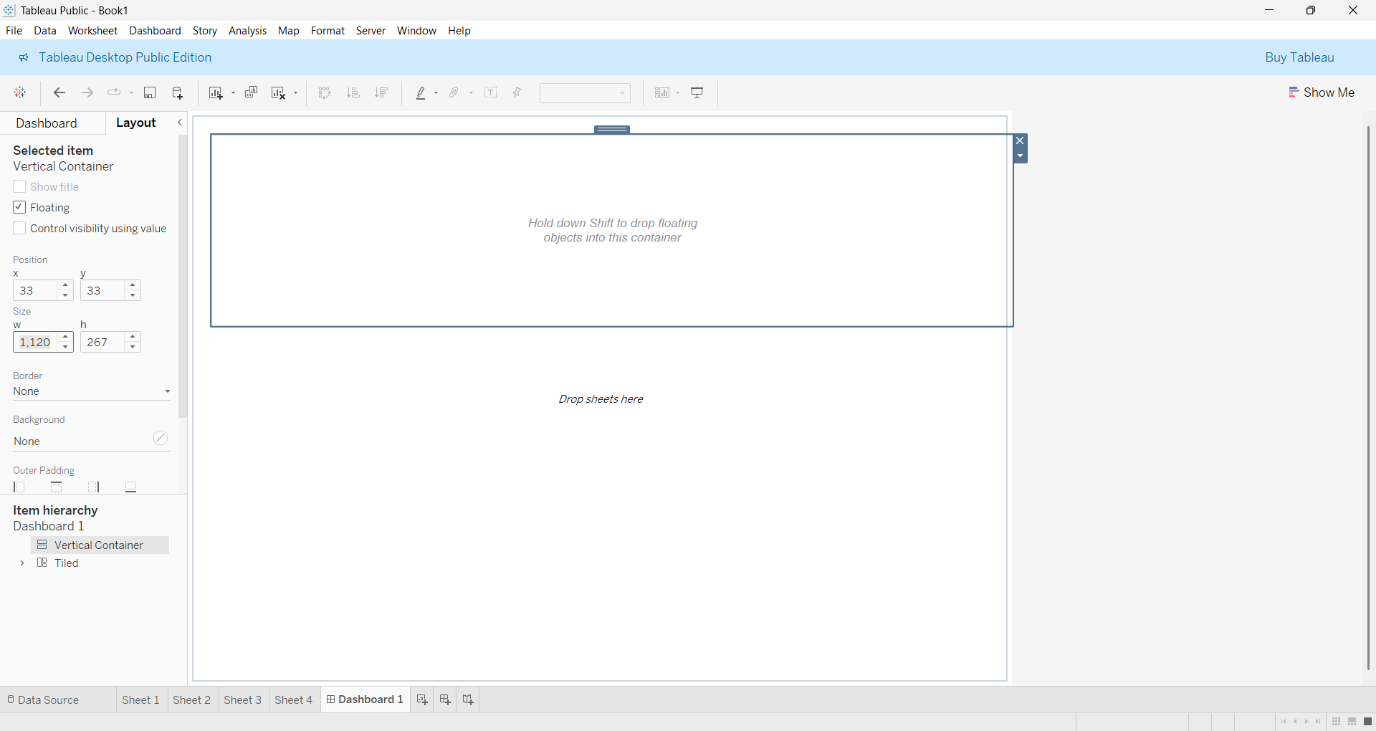 Tableau Public - Book1
File Data Worksheet Dashboard Story Analysis Map Format Server Window Help
Tableau Desktop Public Edition
Buy Tableau
Show Me
Dashboard
Layout
Selected item
Vertical Container
Show title
Floating
Control visibility using value
Position
x y
33 33
Size
w h
1,120 267
Border
None
Background
None
Outer Padding
Item hierarchy
Dashboard 1
Vertical Container
Tiled
Hold down Shift to drop floating
objects into this container
Drop sheets here
Data Source Sheet 1 Sheet 2 Sheet 3 Sheet 4 Dashboard 1